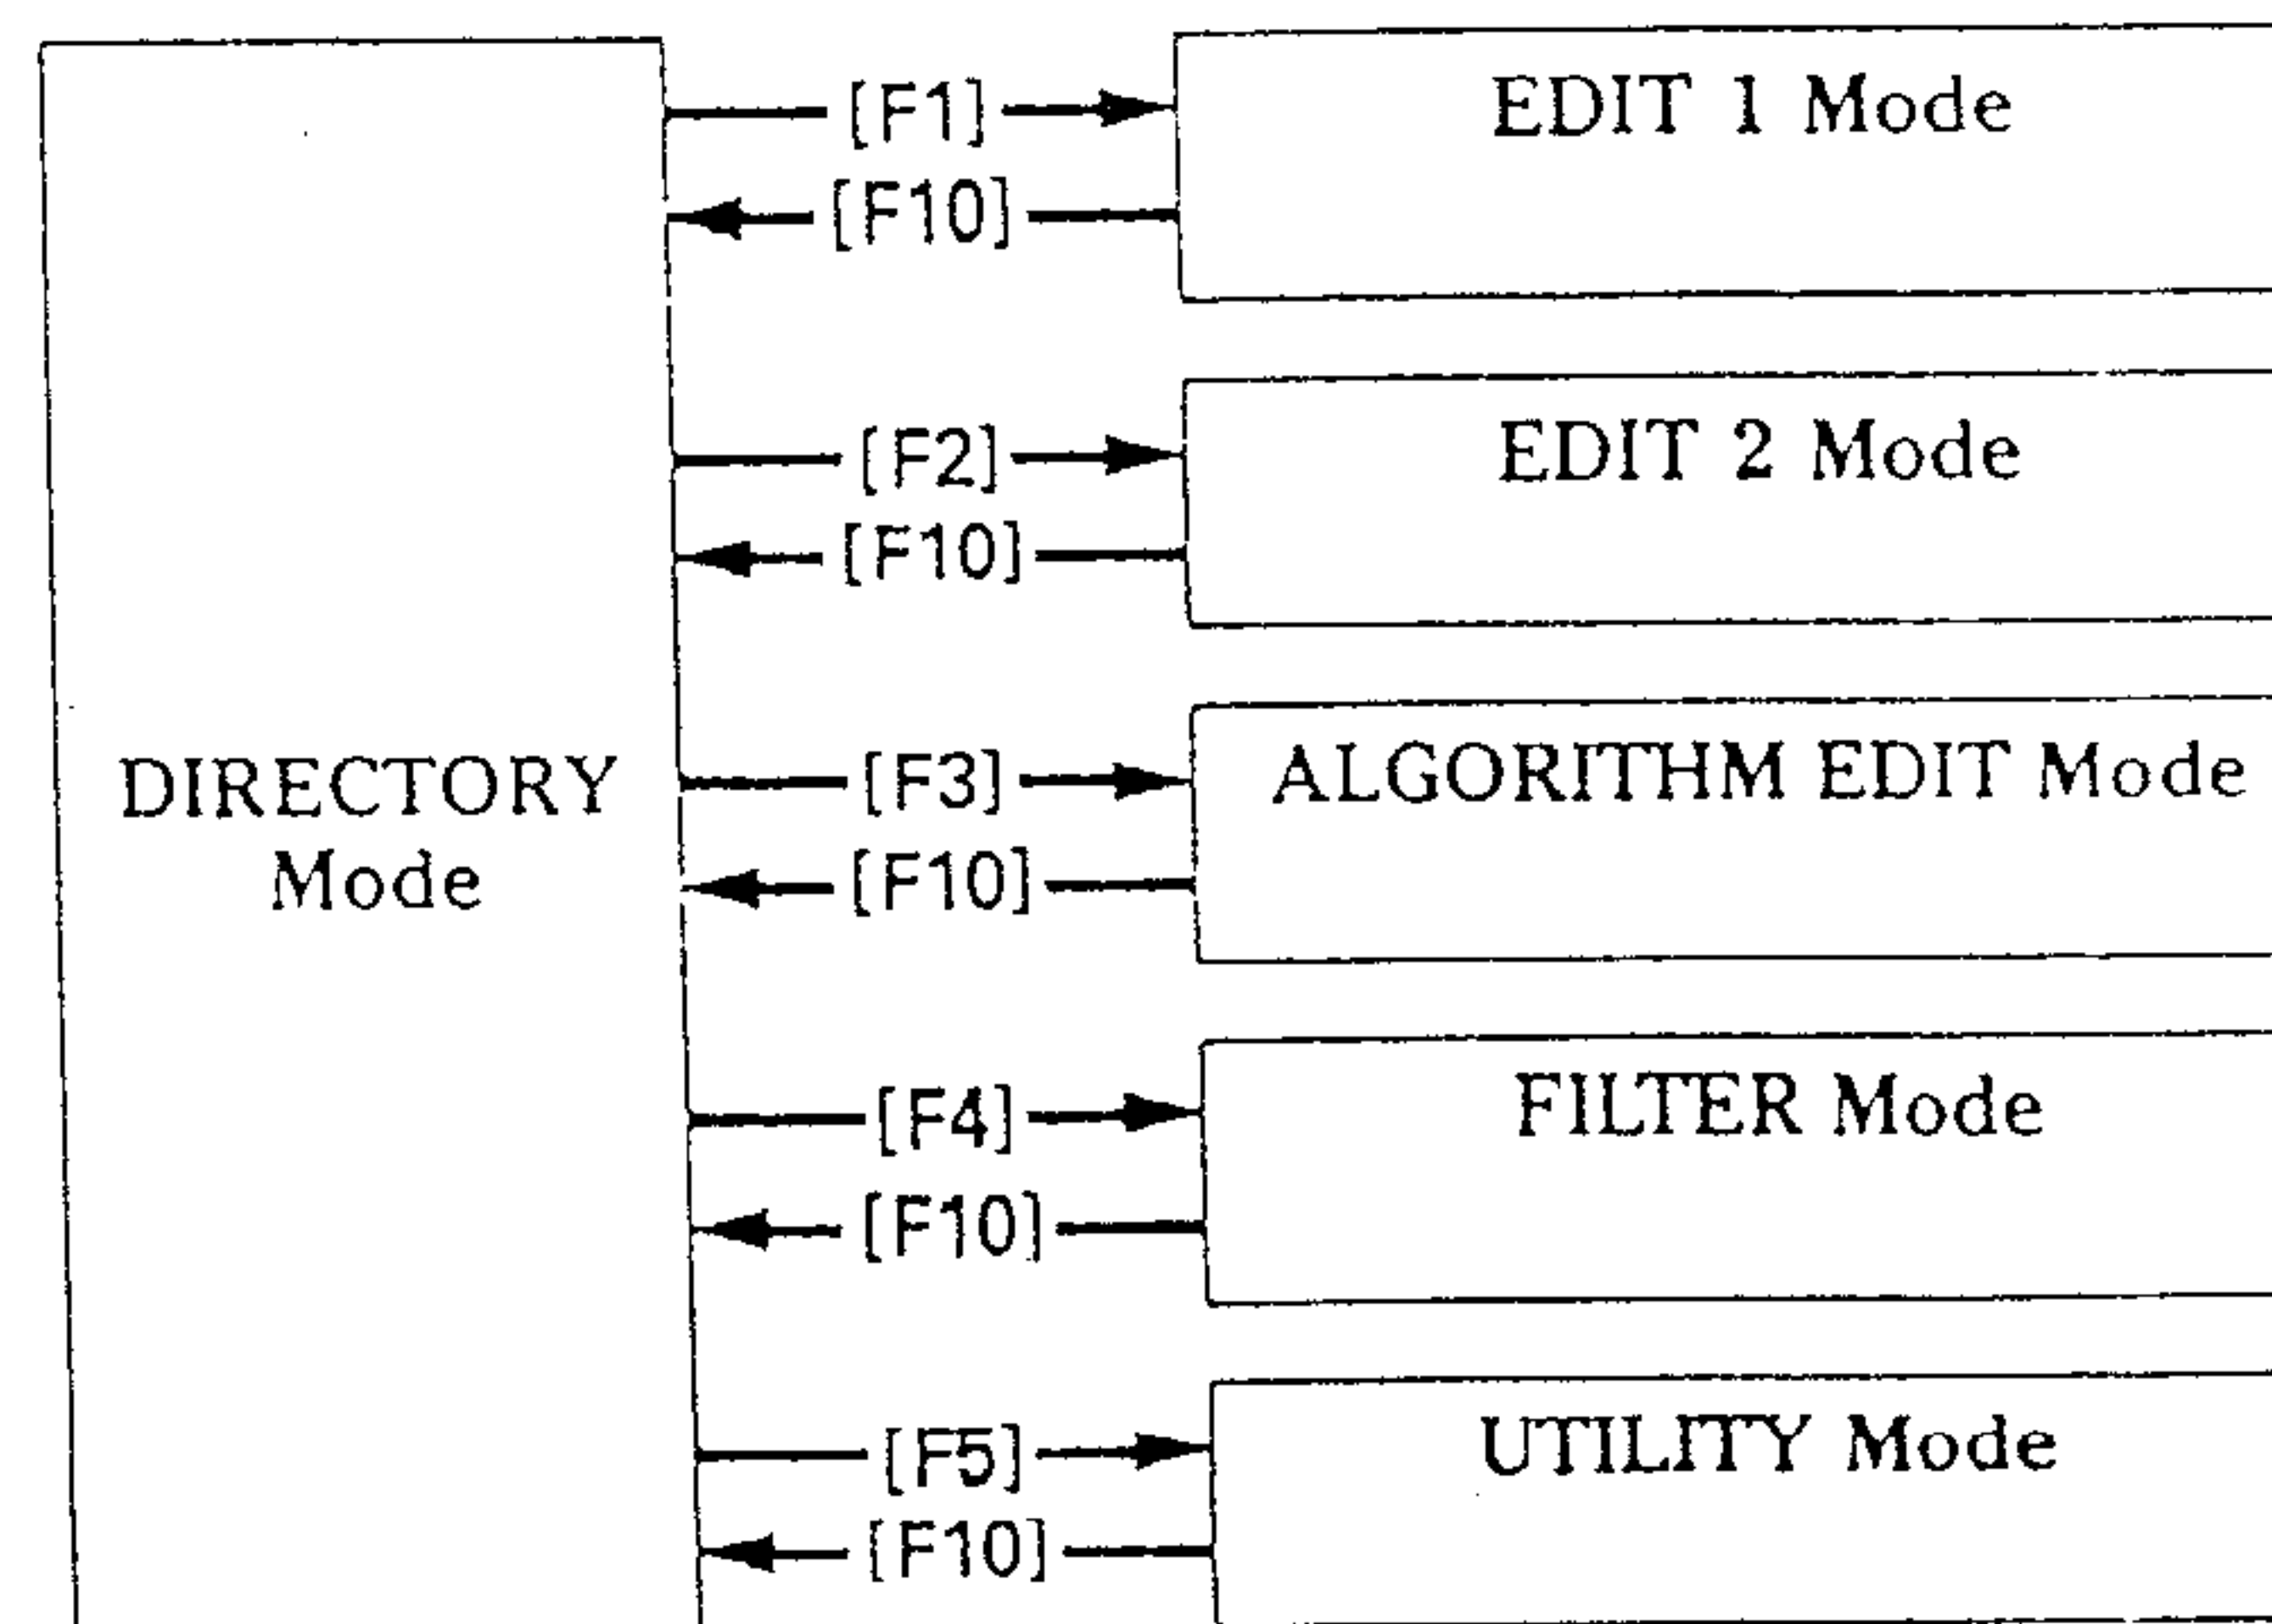 [F1]
EDIT 1 Mode
[F10]
[F2]
EDIT 2 Mode
[F10]
DIRECTORY
Mode
[F3]
ALGORITHM EDIT Mode
[F10]
[F4]
FILTER Mode
[F10]
[F5]
UTILITY Mode
[F10]